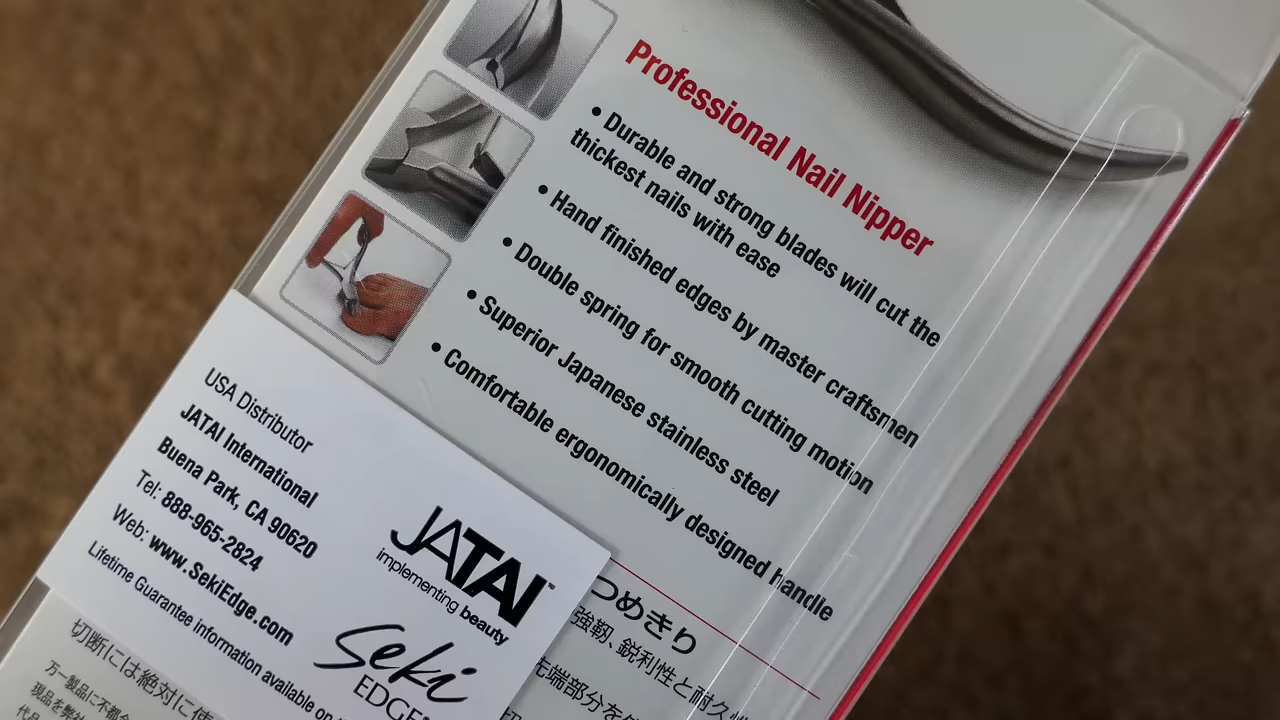 Professional Nail Nipper
• Durable and strong blades will cut the
thickest nails with ease
• Hand finished edges by master craftsmen
• Double spring for smooth cutting motion
• Superior Japanese stainless steel
• Comfortable ergonomically designed handle
USA Distributor
JATAI International
Buena Park, CA 90620
Tel: 888-965-2824
Web: www.SekiEdge.com
Lifetime Guarantee information available on
JATAI™
implementing beauty
Seki
EDGE
つめきり
強靱、鋭利性と耐久
先端部分を
切断には絶対に使
万一製品に不都合
現品を弊社
代品